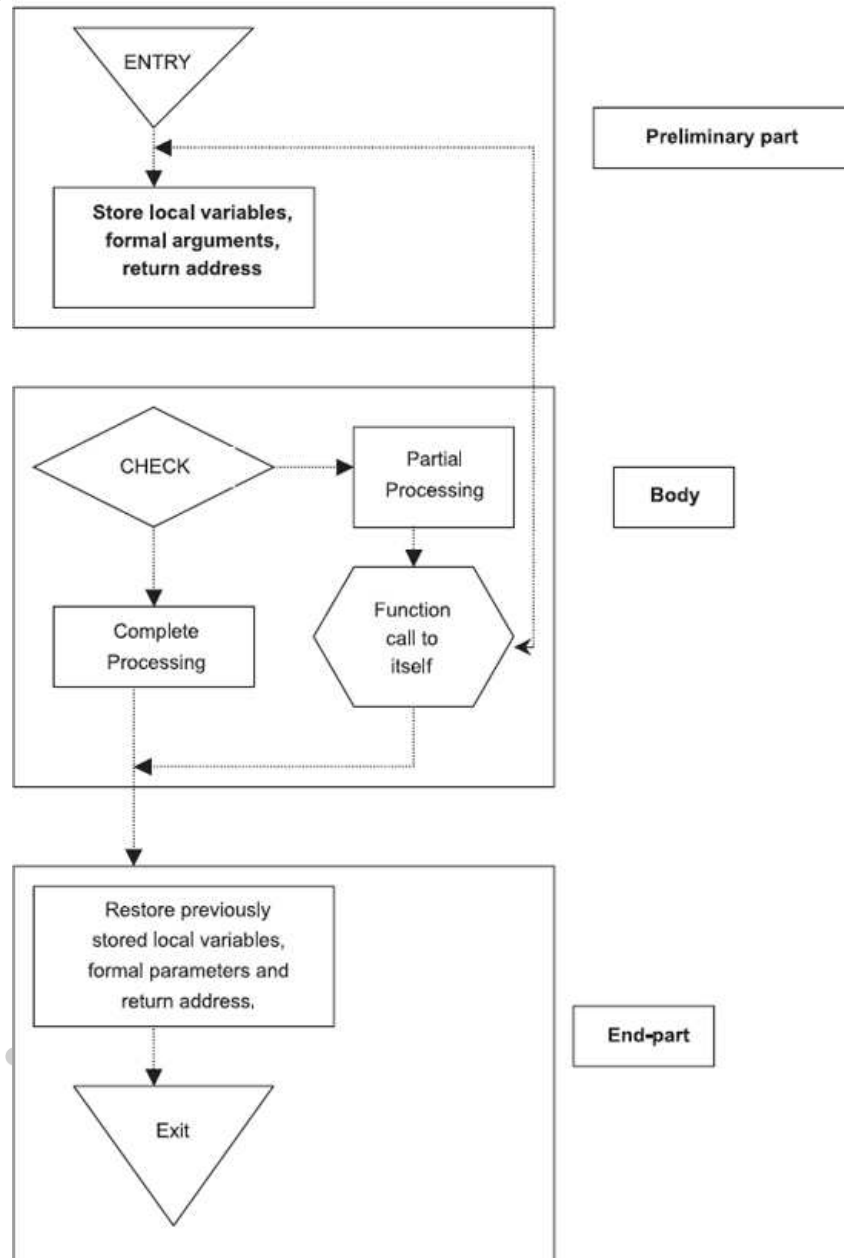 ENTRY
Preliminary part
Store local variables,
formal arguments,
return address
CHECK
Partial
Processing
Body
Complete
Processing
Function
call to
itself
Restore previously
stored local variables,
formal parameters and
return address.
End-part
Exit